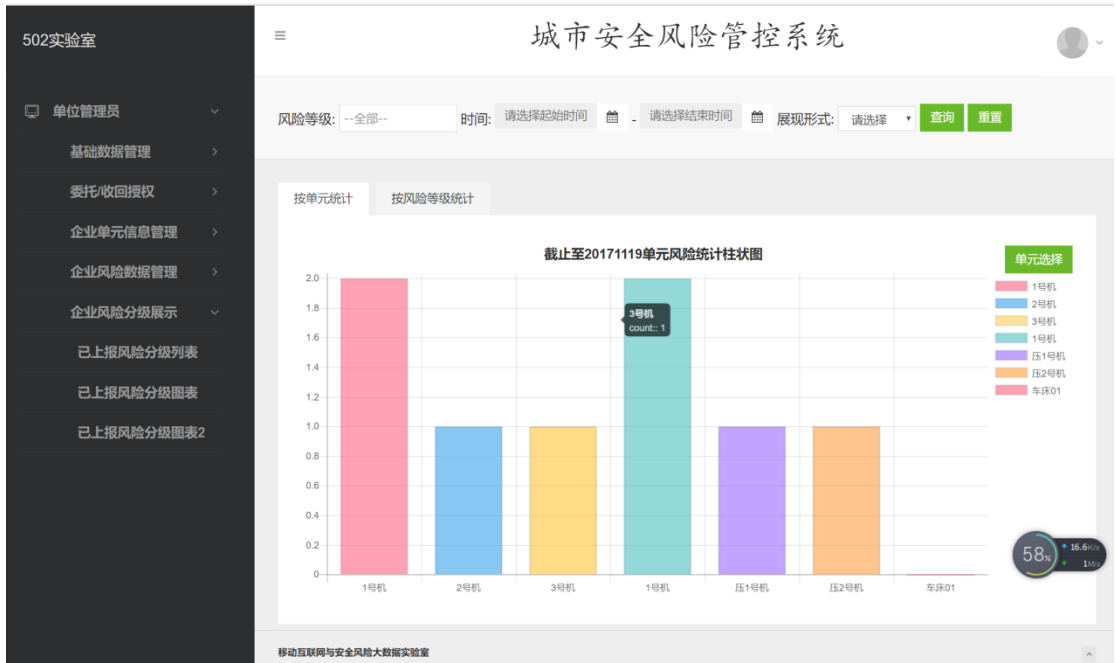 502实验室
城市安全风险管控系统
单位管理员
基础数据管理
委托/收回授权
企业单元信息管理
企业风险数据管理
企业风险分级展示
已上报风险分级列表
已上报风险分级图表
已上报风险分级图表2
风险等级: --全部-- 时间: 请选择起始时间 - 请选择结束时间 展现形式: 请选择 查询 重置
按单元统计 按风险等级统计
截止至20171119单元风险统计柱状图
单元选择
1号机
2号机
3号机
1号机
压1号机
压2号机
车床01
2.0
1.8
1.6
1.4
1.2
1.0
0.8
0.6
0.4
0.2
0
3号机
count:: 1
1号机 2号机 3号机 1号机 压1号机 压2号机 车床01
58%
16.6K/s
1M/s
移动互联网与安全风险大数据实验室